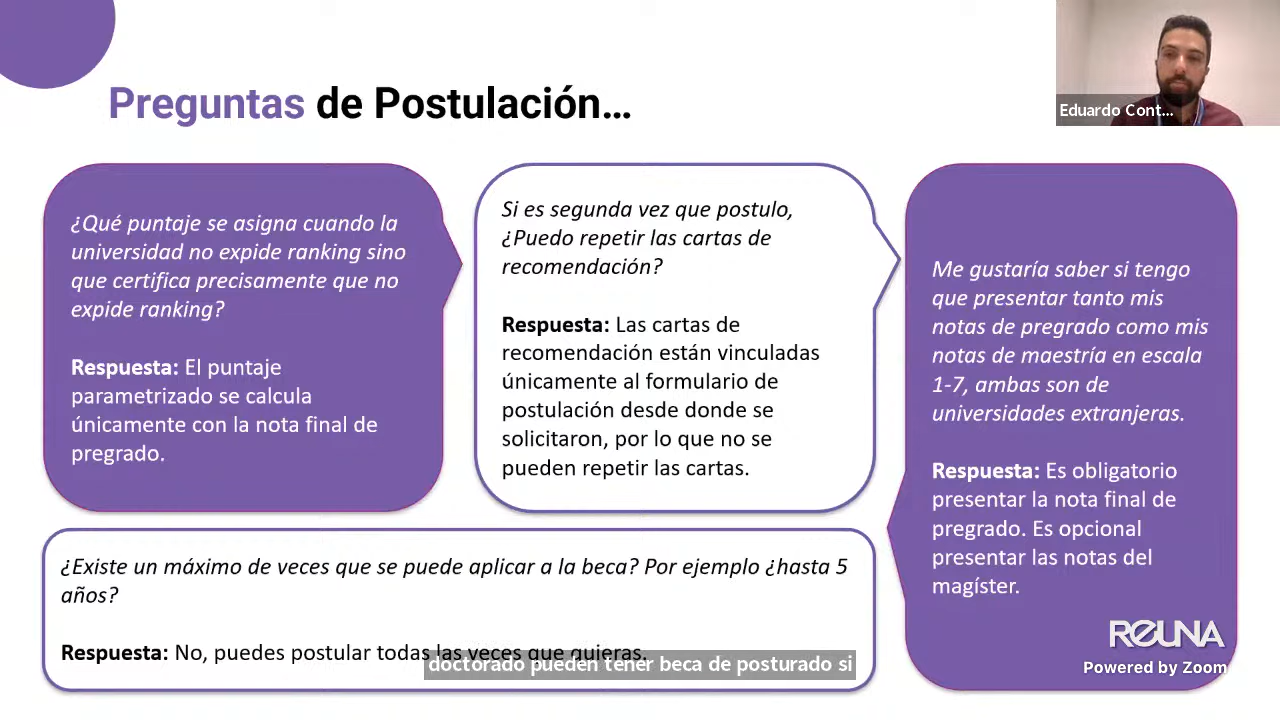 Preguntas de Postulación...
Eduardo Cont...
¿Qué puntaje se asigna cuando la
universidad no expide ranking sino
que certifica precisamente que no
expide ranking?
Respuesta: El puntaje
parametrizado se calcula
únicamente con la nota final de
pregrado.
Si es segunda vez que postulo,
¿Puedo repetir las cartas de
recomendación?
Respuesta: Las cartas de
recomendación están vinculadas
únicamente al formulario de
postulación desde donde se
solicitaron, por lo que no se
pueden repetir las cartas.
Me gustaría saber si tengo
que presentar tanto mis
notas de pregrado como mis
notas de maestría en escala
1-7, ambas son de
universidades extranjeras.
Respuesta: Es obligatorio
presentar la nota final de
pregrado. Es opcional
presentar las notas del
magíster.
¿Existe un máximo de veces que se puede aplicar a la beca? Por ejemplo ¿hasta 5
años?
Respuesta: No, puedes postular todas las veces que quieras.
doctorado pueden tener beca de posturado si
REUNA
Powered by Zoom